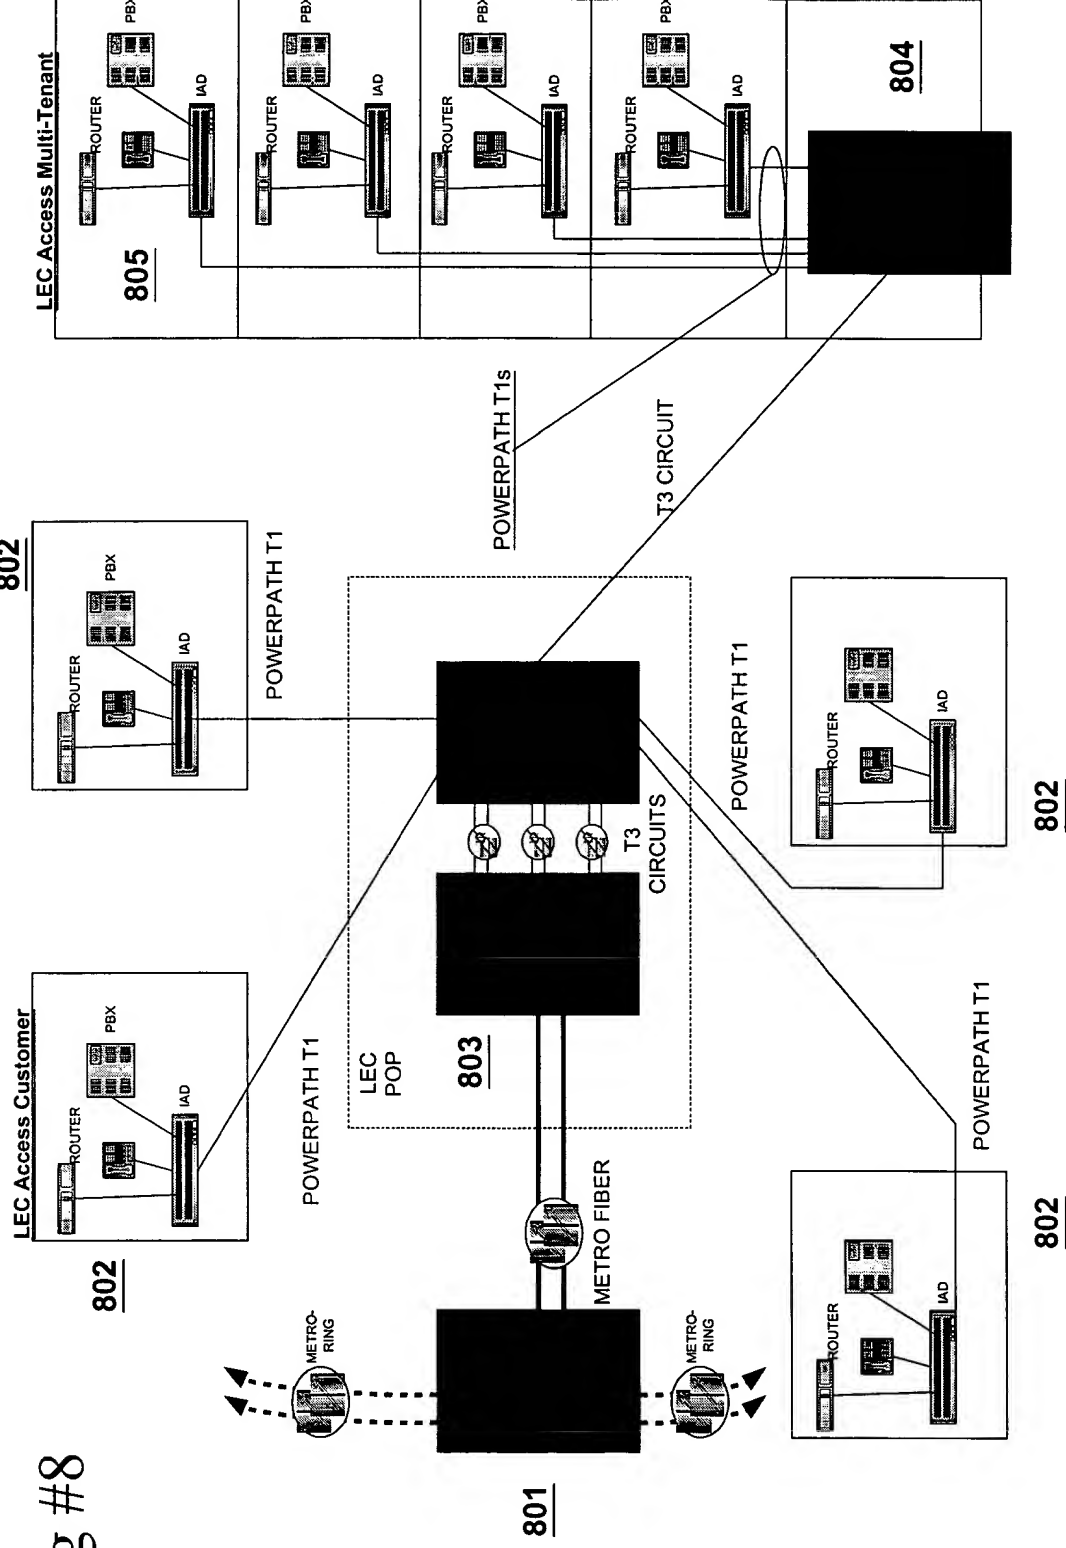 g #8
LEC Access Customer
802
ROUTER
PBX
IAD
POWERPATH T1
802
ROUTER
PBX
IAD
POWERPATH T1
LEC Access Multi-Tenant
805
ROUTER
PBX
IAD
ROUTER
PBX
IAD
ROUTER
PBX
IAD
ROUTER
PBX
IAD
804
POWERPATH T1s
T3 CIRCUIT
METRO-
RING
801
METRO-
RING
METRO FIBER
LEC
POP
803
T3
CIRCUITS
POWERPATH T1
ROUTER
IAD
802
POWERPATH T1
ROUTER
IAD
802